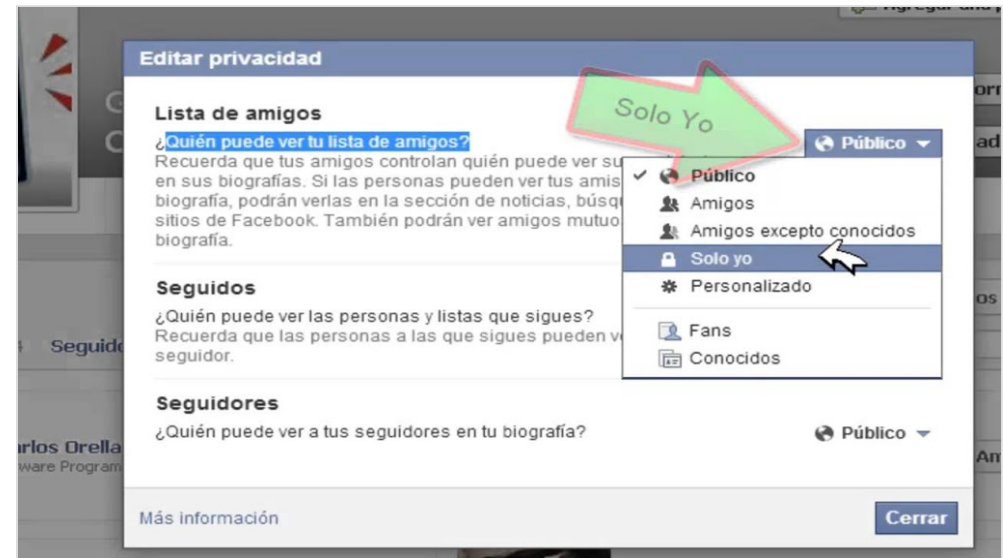 Editar privacidad
Lista de amigos
Solo Yo
¿Quién puede ver tu lista de amigos?
Público
Recuerda que tus amigos controlan quién puede ver su
en sus biografías. Si las personas pueden ver tus amis
biografía, podrán verlas en la sección de noticias, búsq
sitios de Facebook. También podrán ver amigos mutuo
biografía.
Público
Amigos
Amigos excepto conocidos
Solo yo
Personalizado
Fans
Conocidos
Seguidos
¿Quién puede ver las personas y listas que sigues?
Recuerda que las personas a las que sigues pueden v
seguidor.
Seguidores
¿Quién puede ver a tus seguidores en tu biografía?
Público
Más información
Cerrar
Seguid
arlos Orella
ware Program